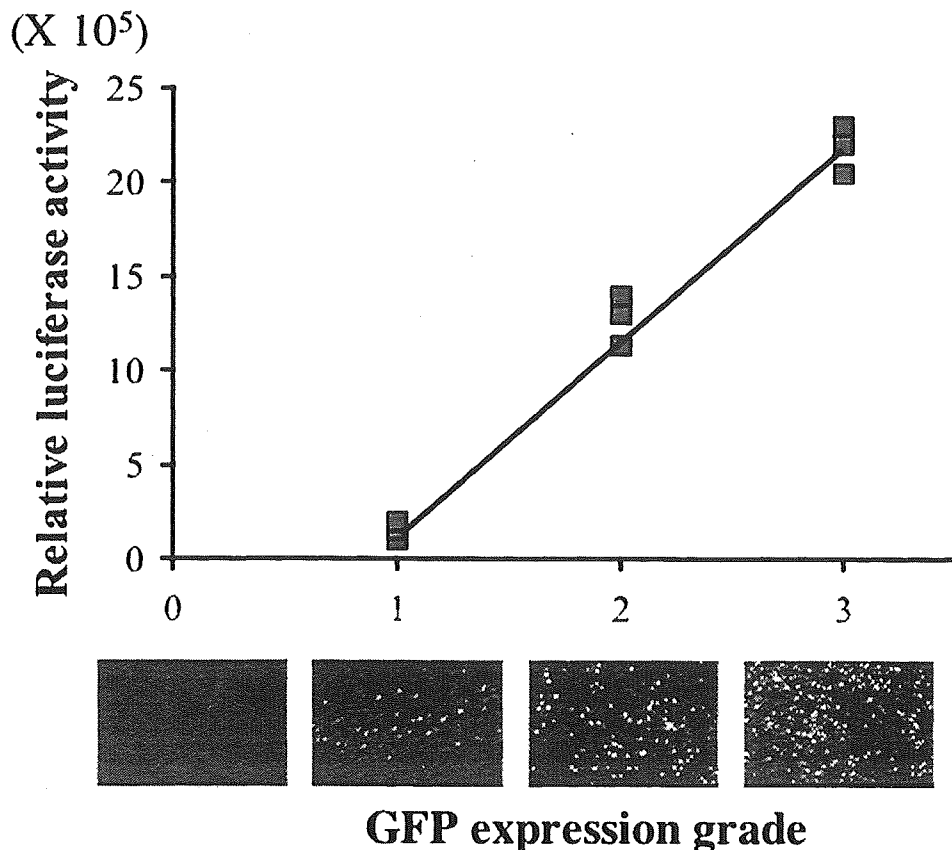 (X 10⁵)
Relative luciferase activity
25
20
15
10
5
0
0 1 2 3
GFP expression grade